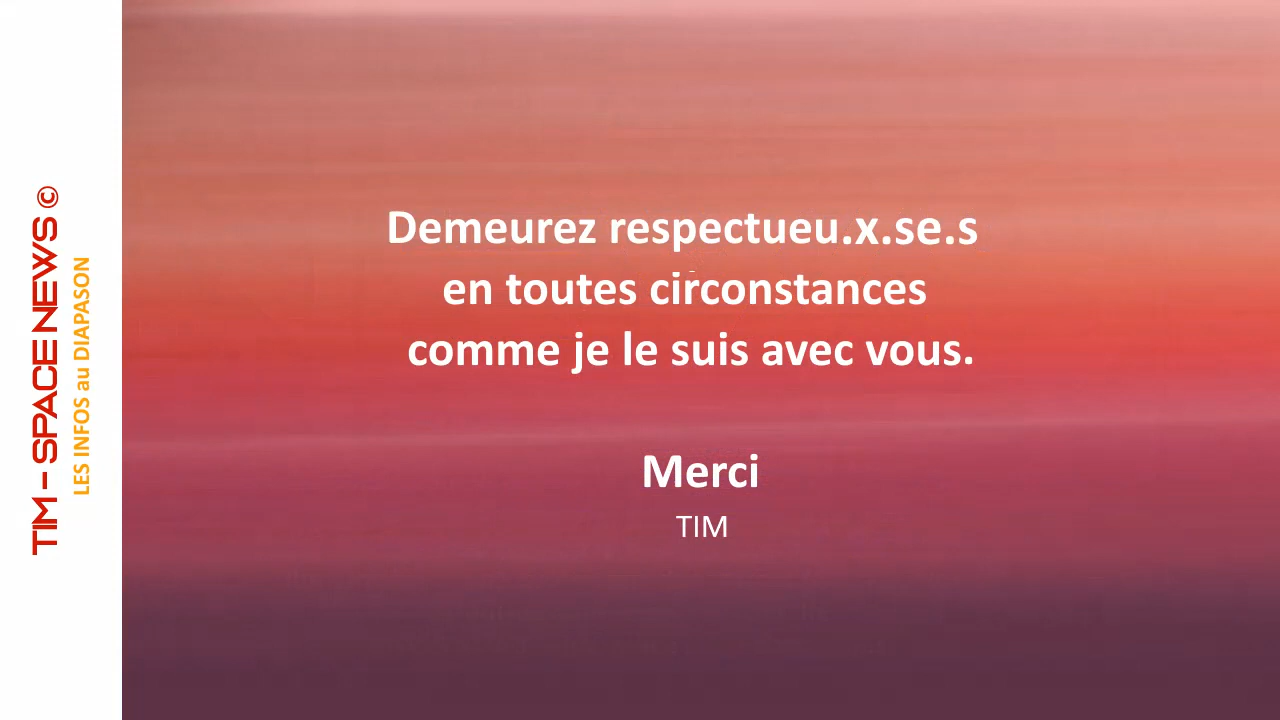 TIM – SPACE NEWS ©
LES INFOS au DIAPASON
Demeurez respectueu.x.se.s
en toutes circonstances
comme je le suis avec vous.
Merci
TIM